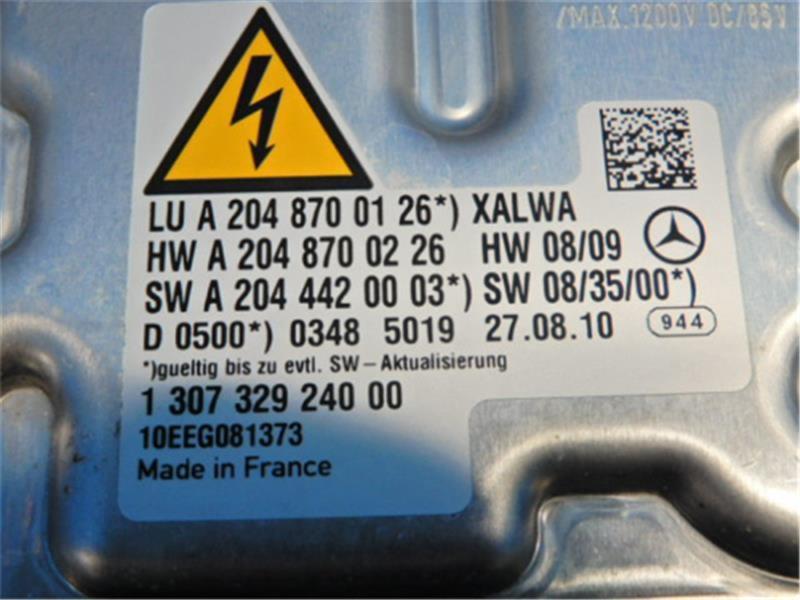 /MAX.1200V DC/85V
LU A 204 870 01 26*) XALWA
HW A 204 870 02 26 HW 08/09
SW A 204 442 00 03*) SW 08/35/00*)
D 0500*) 0348 5019 27.08.10 944
*)gueltig bis zu evtl. SW-Aktualisierung
1 307 329 240 00
10EEG081373
Made in France